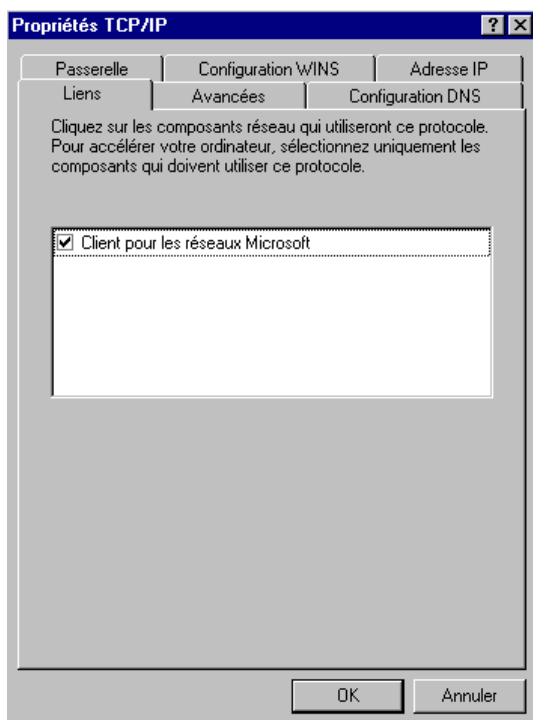 Propriétés TCP/IP
Passerelle
Configuration WINS
Adresse IP
Liens
Avancées
Configuration DNS
Cliquez sur les composants réseau qui utiliseront ce protocole.
Pour accélérer votre ordinateur, sélectionnez uniquement les
composants qui doivent utiliser ce protocole.
Client pour les réseaux Microsoft
OK
Annuler